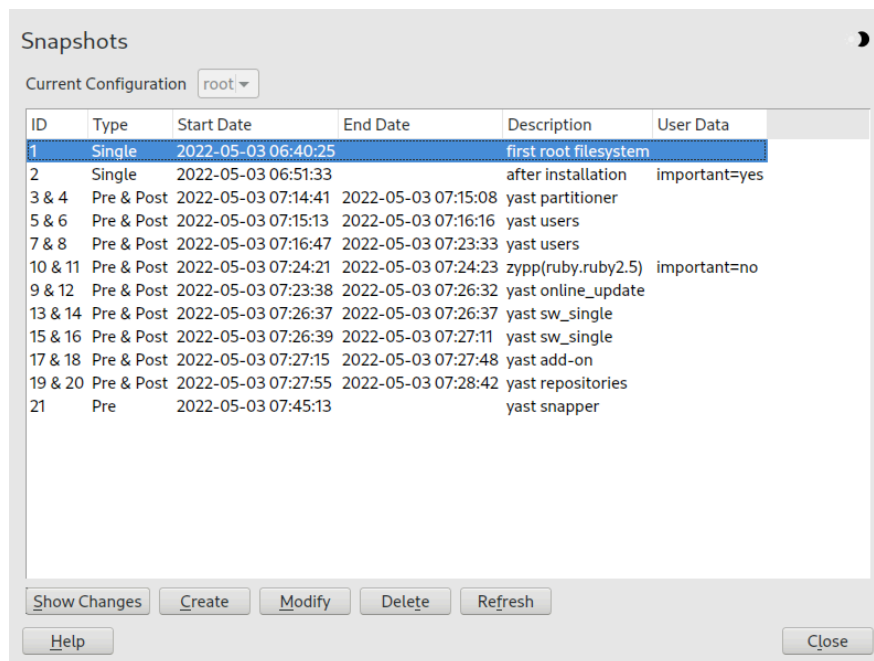 Snapshots
Current Configuration root
ID Type Start Date End Date Description User Data
1 Single 2022-05-03 06:40:25 first root filesystem
2 Single 2022-05-03 06:51:33 after installation important=yes
3 & 4 Pre & Post 2022-05-03 07:14:41 2022-05-03 07:15:08 yast partitioner
5 & 6 Pre & Post 2022-05-03 07:15:13 2022-05-03 07:16:16 yast users
7 & 8 Pre & Post 2022-05-03 07:16:47 2022-05-03 07:23:33 yast users
10 & 11 Pre & Post 2022-05-03 07:24:21 2022-05-03 07:24:23 zypp(ruby.ruby2.5) important=no
9 & 12 Pre & Post 2022-05-03 07:23:38 2022-05-03 07:26:32 yast online_update
13 & 14 Pre & Post 2022-05-03 07:26:37 2022-05-03 07:26:37 yast sw_single
15 & 16 Pre & Post 2022-05-03 07:26:39 2022-05-03 07:27:11 yast sw_single
17 & 18 Pre & Post 2022-05-03 07:27:15 2022-05-03 07:27:48 yast add-on
19 & 20 Pre & Post 2022-05-03 07:27:55 2022-05-03 07:28:42 yast repositories
21 Pre 2022-05-03 07:45:13 yast snapper
Show Changes Create Modify Delete Refresh
Help Close